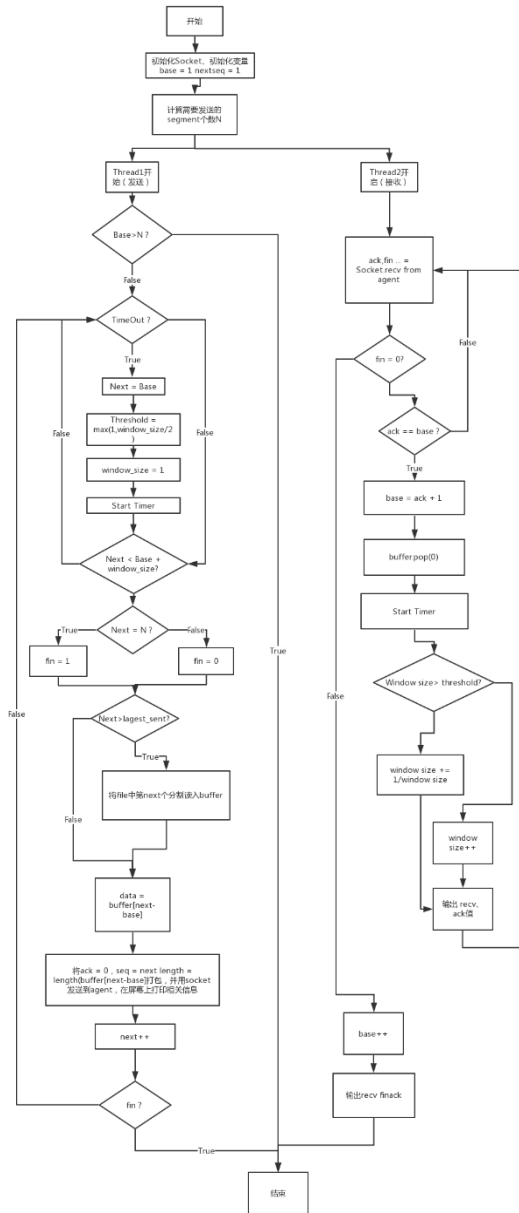 开始
初始化Socket、初始化变量
base = 1 nextseq = 1
计算需要发送的
segment个数N
Thread1开
始（发送）
Thread2开
启（接收）
Base>N ?
False
ack,fin ... =
Socket.recv from
agent
TimeOut ?
True
False
fin = 0?
Next = Base
Threshold =
max(1,window_size/2
)
False
False
ack == base ?
True
window_size = 1
base = ack + 1
Start Timer
buffer.pop(0)
Next < Base +
window_size?
Start Timer
True
Next = N ?
False
fin = 1
fin = 0
True
False
Window size> threshold?
False
Next>lagest_sent?
True
window size +=
1/window size
将file中第next个分割读入buffer
False
window
size++
data =
buffer[next-
base]
输出 recv、
ack值
将ack = 0，seq = next length =
length(buffer[next-base]打包，并用socket
发送到agent，在屏幕上打印相关信息
next++
base++
fin ?
输出recv finack
True
结束